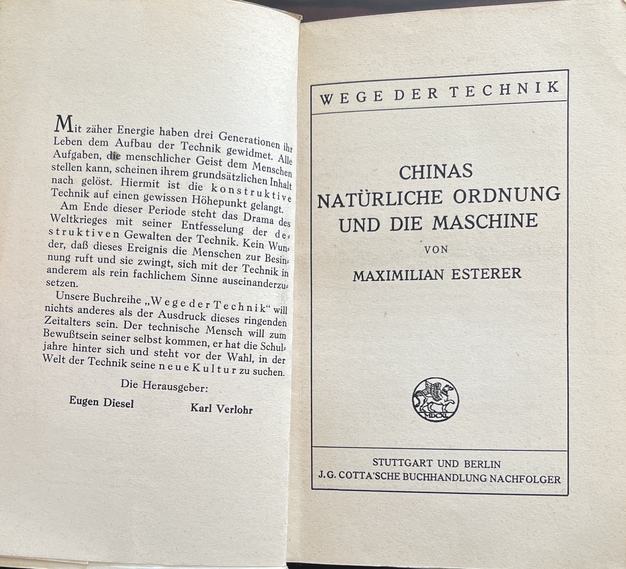 Mit zäher Energie haben drei Generationen ihr
Leben dem Aufbau der Technik gewidmet. Alle
Aufgaben, die menschlicher Geist dem Menschen
stellen kann, scheinen ihrem grundsätzlichen Inhalt
nach gelöst. Hiermit ist die konstruktive
Technik auf einen gewissen Höhepunkt gelangt.
Am Ende dieser Periode steht das Drama des
Weltkrieges mit seiner Entfesselung der de-
struktiven Gewalten der Technik. Kein Wun-
der, daß dieses Ereignis die Menschen zur Besin-
nung ruft und sie zwingt, sich mit der Technik in
anderem als rein fachlichem Sinne auseinanderzu-
setzen.
Unsere Buchreihe „Wege der Technik“ will
nichts anderes als der Ausdruck dieses ringenden
Zeitalters sein. Der technische Mensch will zum
Bewußtsein seiner selbst kommen, er hat die Schul-
jahre hinter sich und steht vor der Wahl, in der
Welt der Technik seine neue Kultur zu suchen.
Die Herausgeber:
Eugen Diesel Karl Verlohr
WEGE DER TECHNIK
CHINAS
NATÜRLICHE ORDNUNG
UND DIE MASCHINE
VON
MAXIMILIAN ESTERER
STUTTGART UND BERLIN
J. G. COTTA'SCHE BUCHHANDLUNG NACHFOLGER